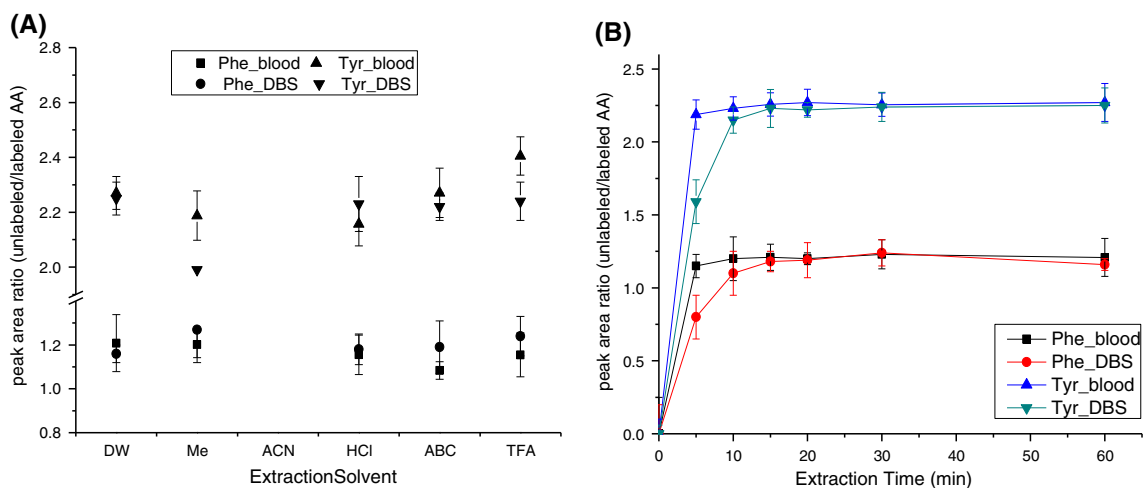 (A)
peak area ratio (unlabeled/labeled AA)
2.8
2.6
2.4
2.2
2.0
1.2
1.0
0.8
Phe_blood
Tyr_blood
Phe_DBS
Tyr_DBS
DW
Me
ACN
HCl
ABC
TFA
ExtractionSolvent
(B)
peak area ratio (unlabeled/labeled AA)
2.5
2.0
1.5
1.0
0.5
0.0
Phe_blood
Phe_DBS
Tyr_blood
Tyr_DBS
0
10
20
30
40
50
60
Extraction Time (min)